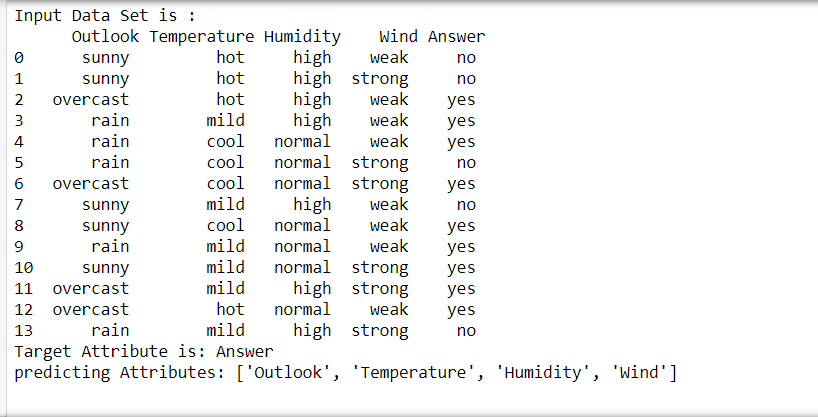 Input Data Set is :
Outlook Temperature Humidity Wind Answer
0 sunny hot high weak no
1 sunny hot high strong no
2 overcast hot high weak yes
3 rain mild high weak yes
4 rain cool normal weak yes
5 rain cool normal strong no
6 overcast cool normal strong yes
7 sunny mild high weak no
8 sunny cool normal weak yes
9 rain mild normal weak yes
10 sunny mild normal strong yes
11 overcast mild high strong yes
12 overcast hot normal weak yes
13 rain mild high strong no
Target Attribute is: Answer
predicting Attributes: ['Outlook', 'Temperature', 'Humidity', 'Wind']